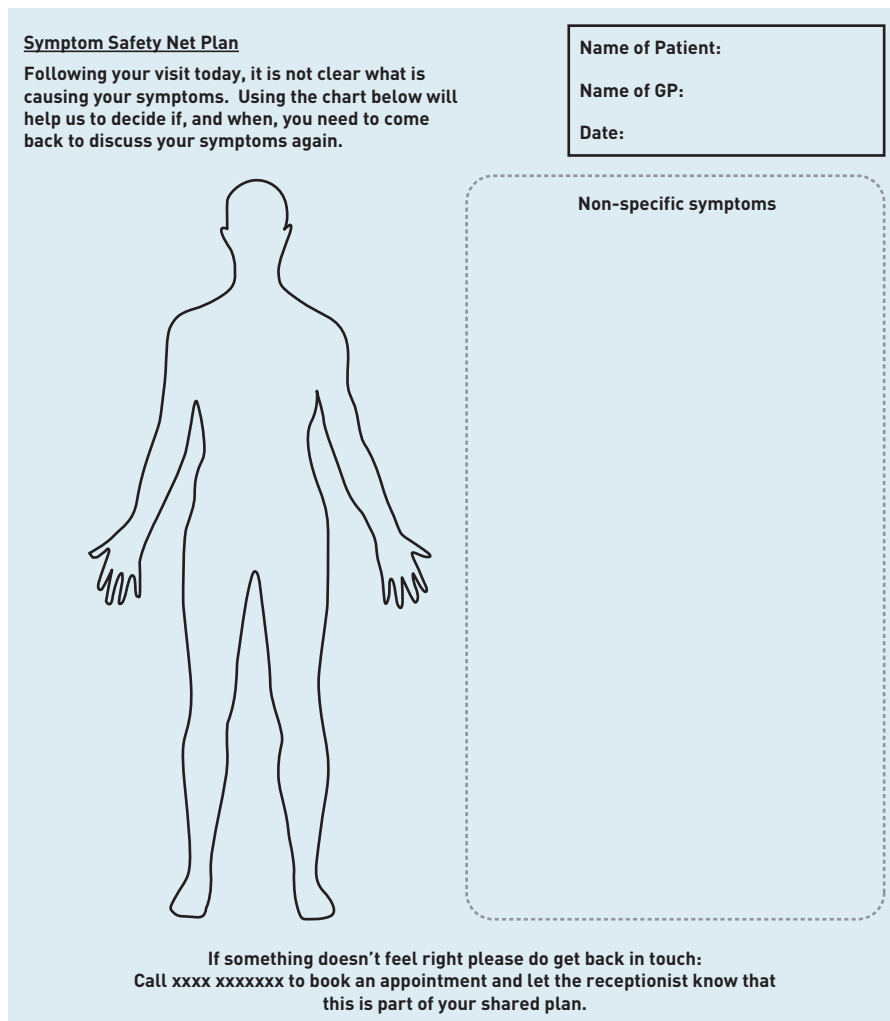 Symptom Safety Net Plan
Following your visit today, it is not clear what is
causing your symptoms.  Using the chart below will
help us to decide if, and when, you need to come
back to discuss your symptoms again.
Name of Patient:
Name of GP:
Date:
Non-specific symptoms
If something doesn't feel right please do get back in touch:
Call xxxx xxxxxxx to book an appointment and let the receptionist know that
this is part of your shared plan.